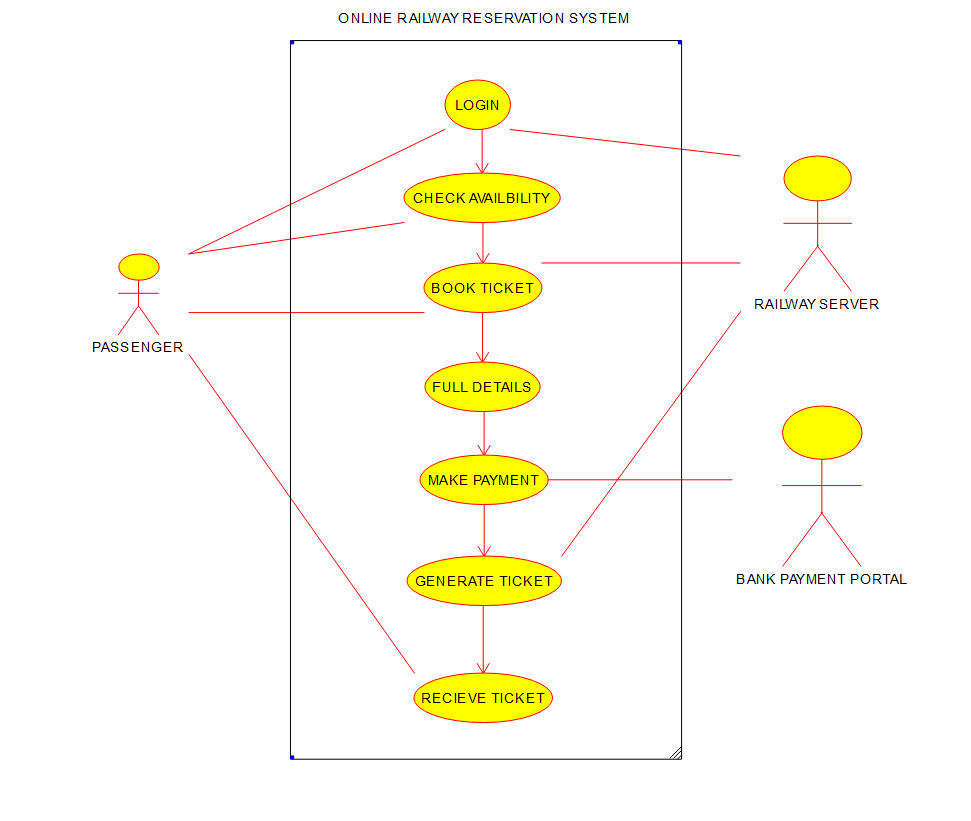 ONLINE RAILWAY RESERVATION SYSTEM
LOGIN
CHECK AVAILBILITY
BOOK TICKET
RAILWAY SERVER
PASSENGER
FULL DETAILS
MAKE PAYMENT
GENERATE TICKET
BANK PAYMENT PORTAL
RECIEVE TICKET